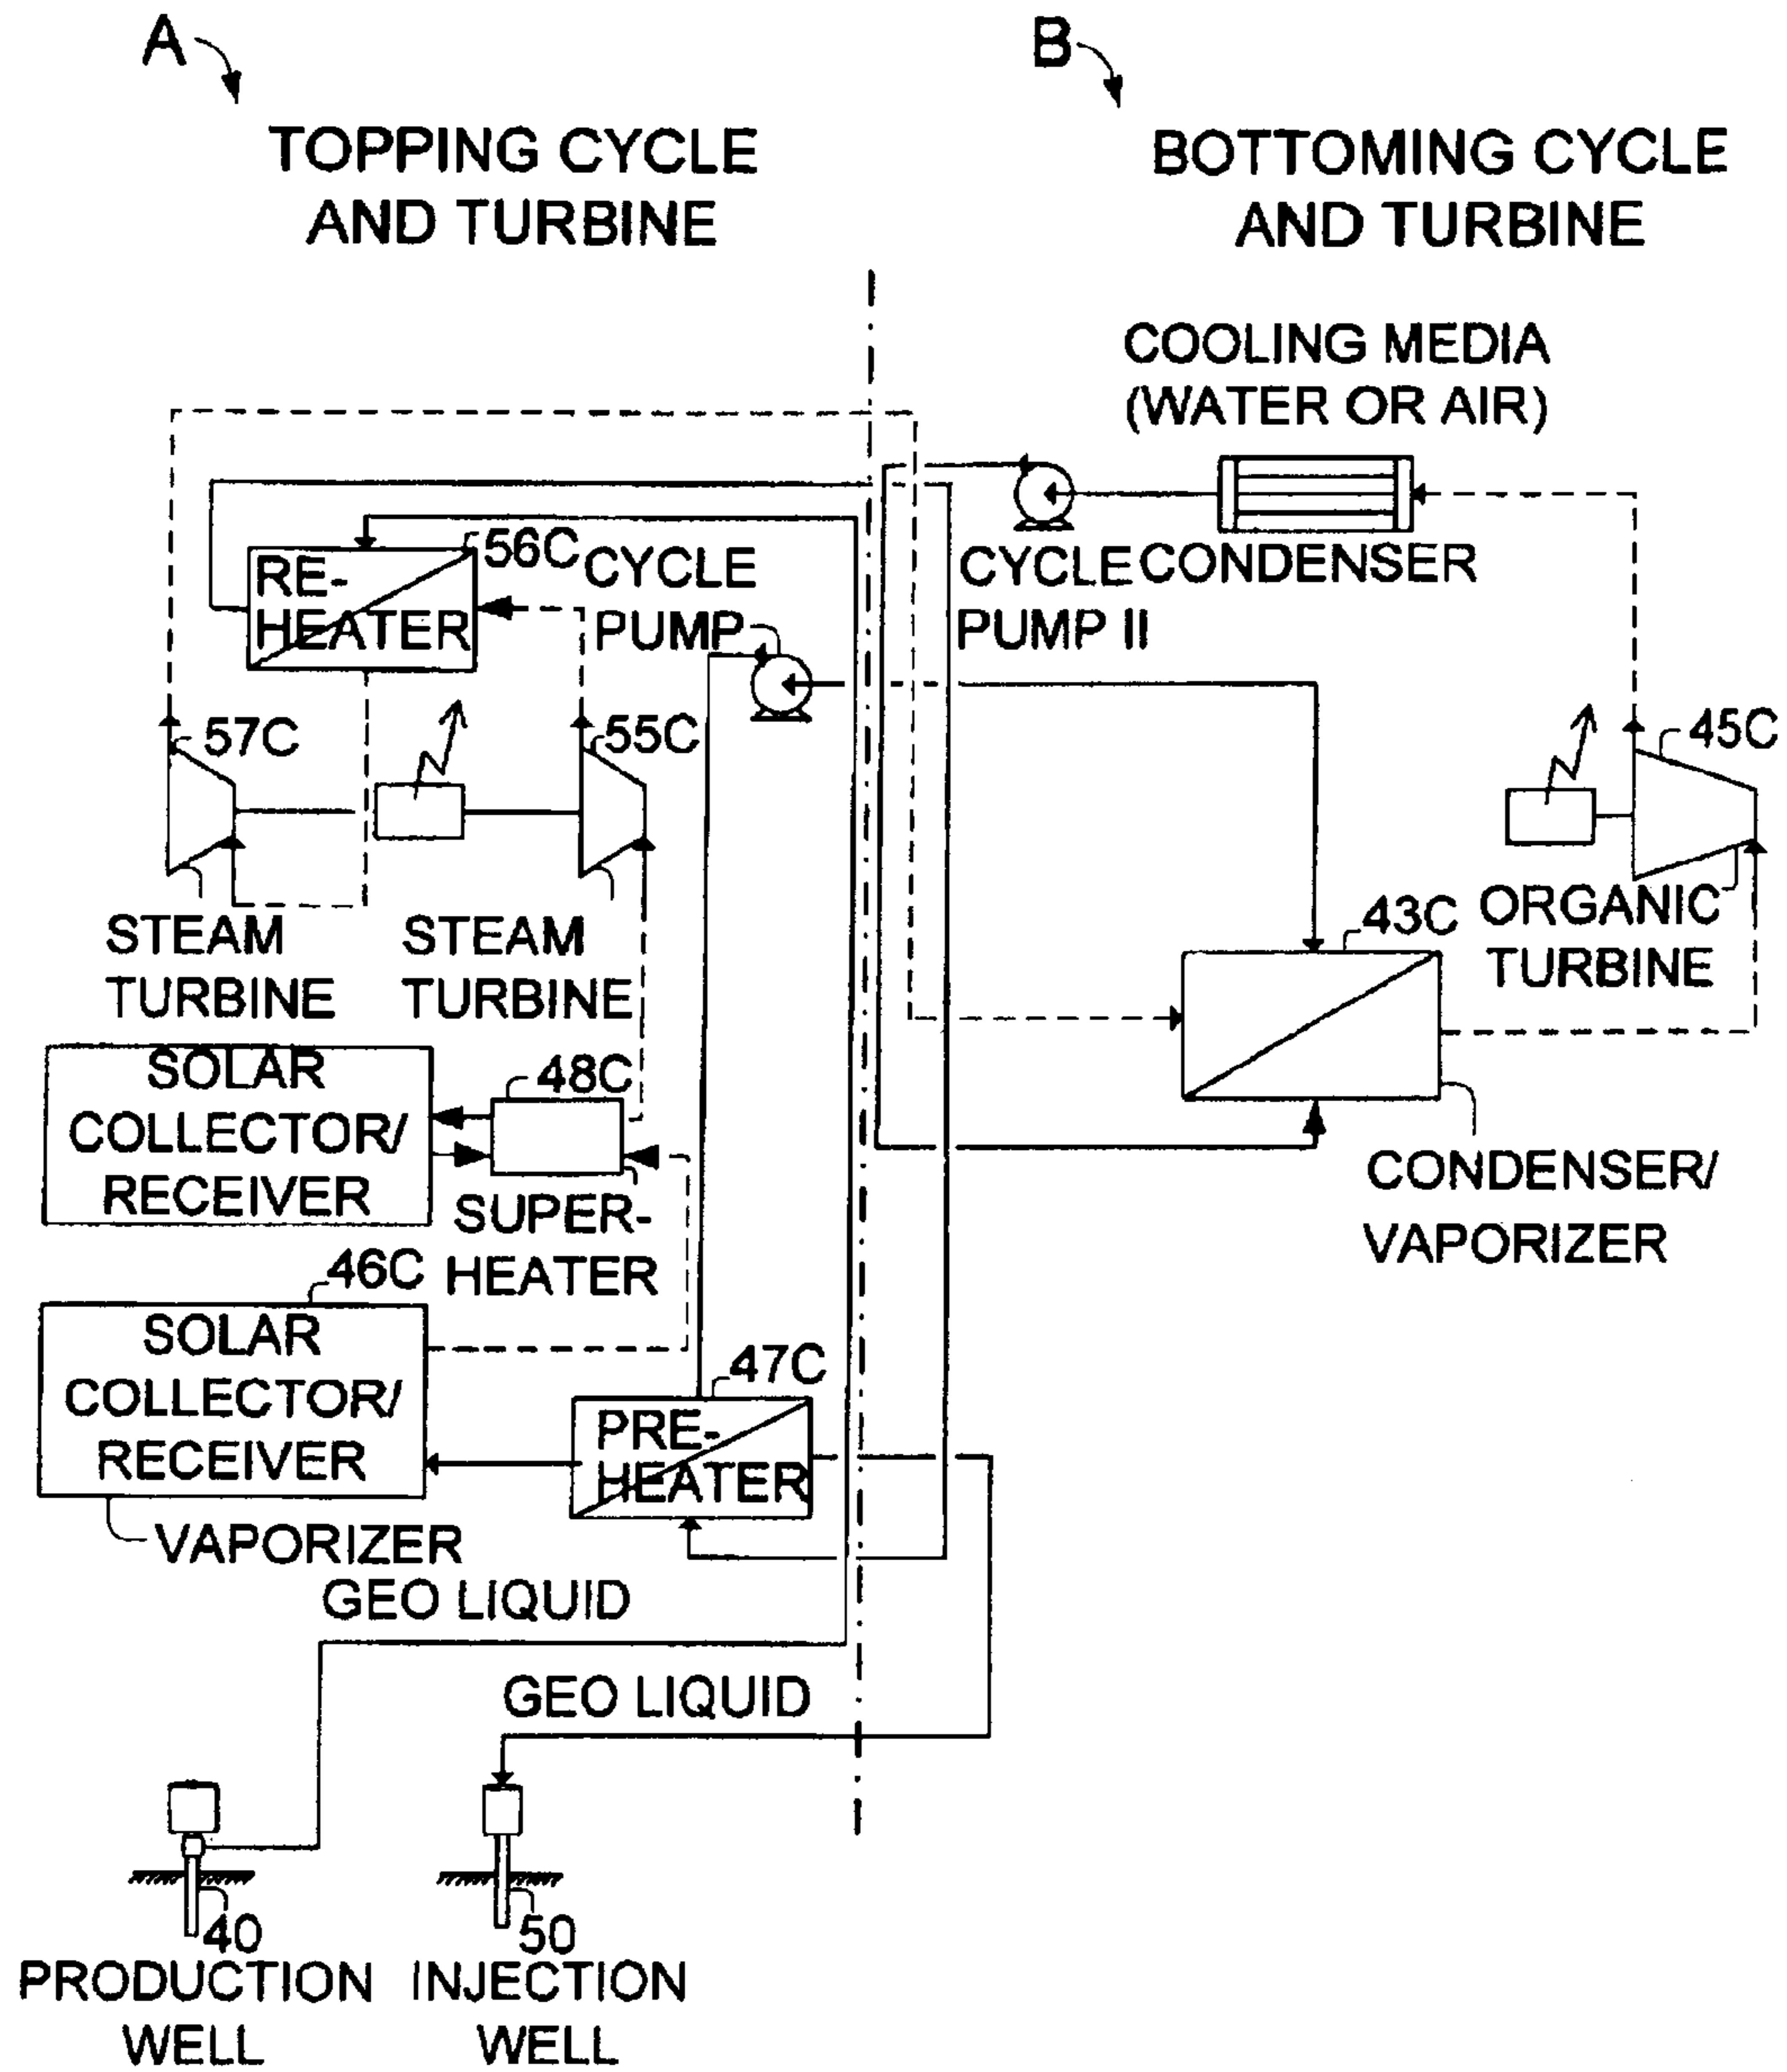 A
B
TOPPING CYCLE
AND TURBINE
BOTTOMING CYCLE
AND TURBINE
COOLING MEDIA
(WATER OR AIR)
RE-
HEATER
56C
CYCLE
PUMP
CYCLE
PUMP II
CONDENSER
57C
55C
45C
STEAM
TURBINE
STEAM
TURBINE
43C
ORGANIC
TURBINE
SOLAR
COLLECTOR/
RECEIVER
48C
SUPER-
HEATER
CONDENSER/
VAPORIZER
46C
SOLAR
COLLECTOR/
RECEIVER
47C
PRE-
HEATER
VAPORIZER
GEO LIQUID
GEO LIQUID
40
PRODUCTION
WELL
50
INJECTION
WELL